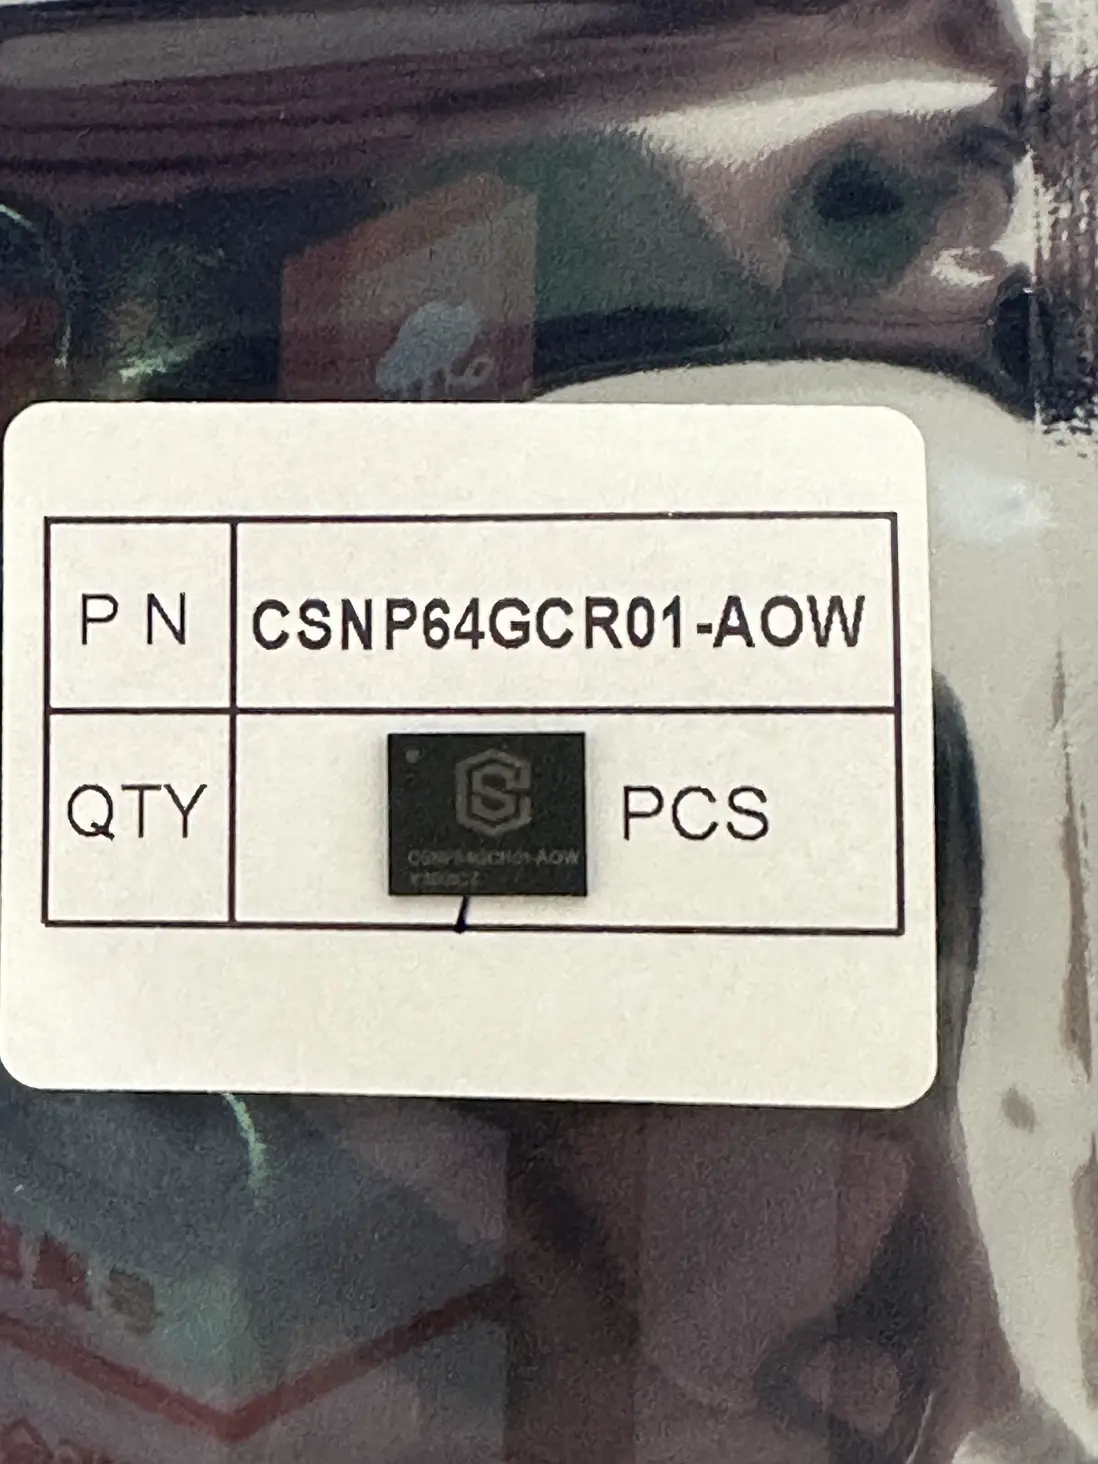 P N CSNP64GCR01-AOW
QTY PCS
CSNP64GCR01-AOW